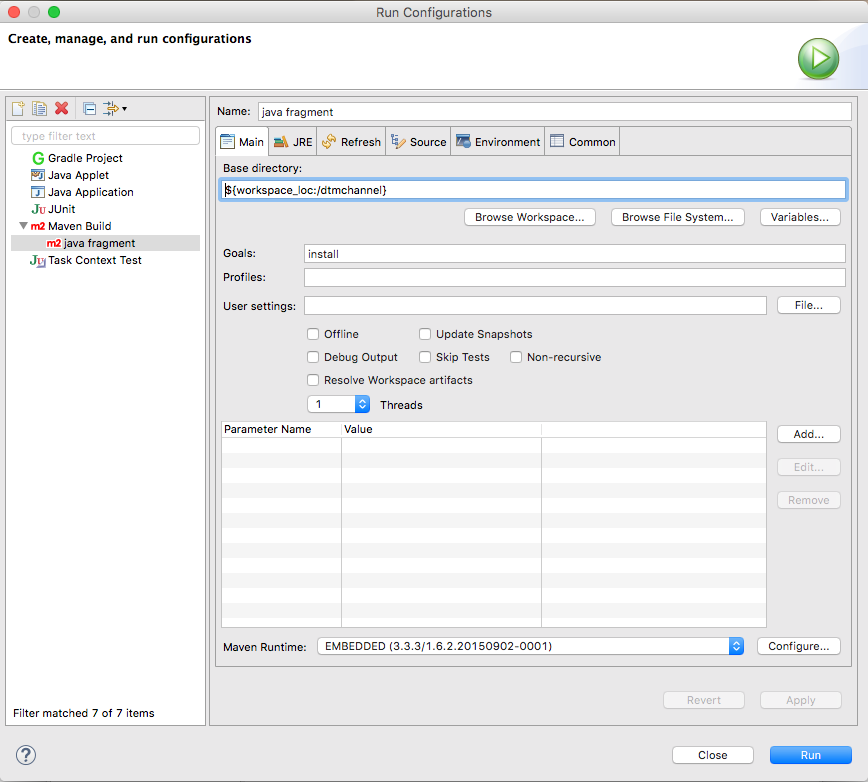 Run Configurations
Create, manage, and run configurations
type filter text
G Gradle Project
Java Applet
J Java Application
Ju JUnit
m2 Maven Build
m2 java fragment
Ju Task Context Test
Filter matched 7 of 7 items
Name: java fragment
Main JRE Refresh Source Environment Common
Base directory:
${workspace_loc:/dtmchannel}
Browse Workspace... Browse File System... Variables...
Goals: install
Profiles:
User settings: File...
Offline Update Snapshots
Debug Output Skip Tests Non-recursive
Resolve Workspace artifacts
1 Threads
Parameter Name Value
Add...
Edit...
Remove
Maven Runtime: EMBEDDED (3.3.3/1.6.2.20150902-0001) Configure...
Revert Apply
? Close Run